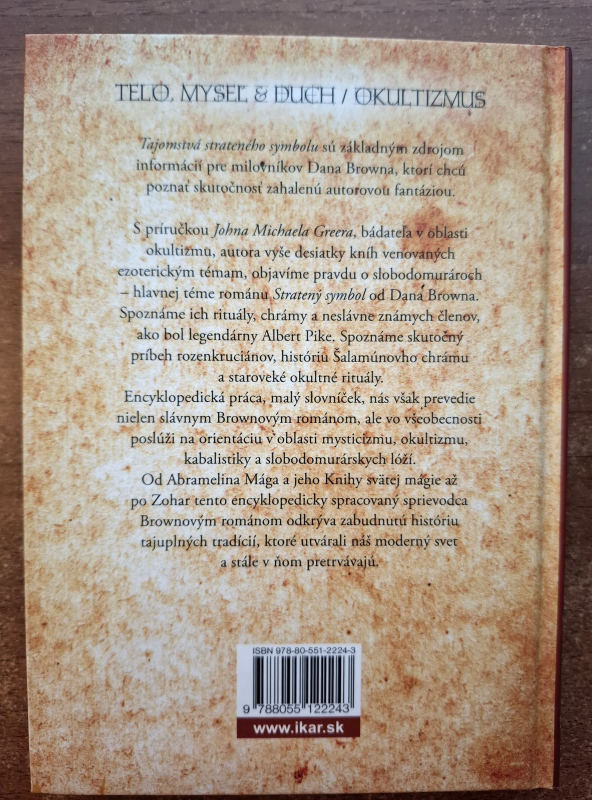 TELO, MYSEĽ & DUCH / OKULTIZMUS
Tajomstvá strateného symbolu sú základným zdrojom
informácií pre milovníkov Dana Browna, ktorí chcú
poznať skutočnosť zahalenú autorovou fantáziou.
S príručkou Johna Michaela Greera, bádateľa v oblasti
okultizmu, autora vyše desiatky kníh venovaných
ezoterickým témam, objavíme pravdu o slobodomurároch
– hlavnej téme románu Stratený symbol od Dana Browna.
Spoznáme ich rituály, chrámy a neslávne známych členov,
ako bol legendárny Albert Pike. Spoznáme skutočný
príbeh rozenkruciánov, históriu Šalamúnovho chrámu
a staroveké okultné rituály.
Encyklopedická práca, malý slovníček, nás však prevedie
nielen slávnym Brownovým románom, ale vo všeobecnosti
poslúži na orientáciu v oblasti mysticizmu, okultizmu,
kabalistiky a slobodomurárskych lóží.
Od Abramelina Mága a jeho Knihy svätej mágie až
po Zohar tento encyklopedicky spracovaný sprievodca
Brownovým románom odkrýva zabudnutú históriu
tajuplných tradícií, ktoré utvárali náš moderný svet
a stále v ňom pretrvávajú.
ISBN 978-80-551-2224-3
9 788055 122243
www.ikar.sk